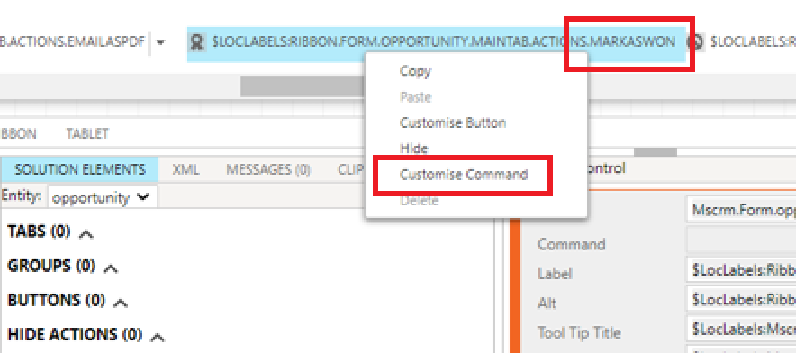 B.ACTIONS.EMAILASPDF
$LOCLABELS:RIBBON.FORM.OPPORTUNITY.MAINTAB.ACTIONS.MARKASWON
$LOCLABELS:R
Copy
Paste
Customise Button
Hide
Customise Command
Delete
IBBON TABLET
SOLUTION ELEMENTS XML MESSAGES (0) CLIP
ontrol
Entity: opportunity
TABS (0)
GROUPS (0)
BUTTONS (0)
HIDE ACTIONS (0)
Mscrm.Form.opp
Command
Label $LocLabels:Ribb
Alt $LocLabels:Ribb
Tool Tip Title $LocLabels:Mscr